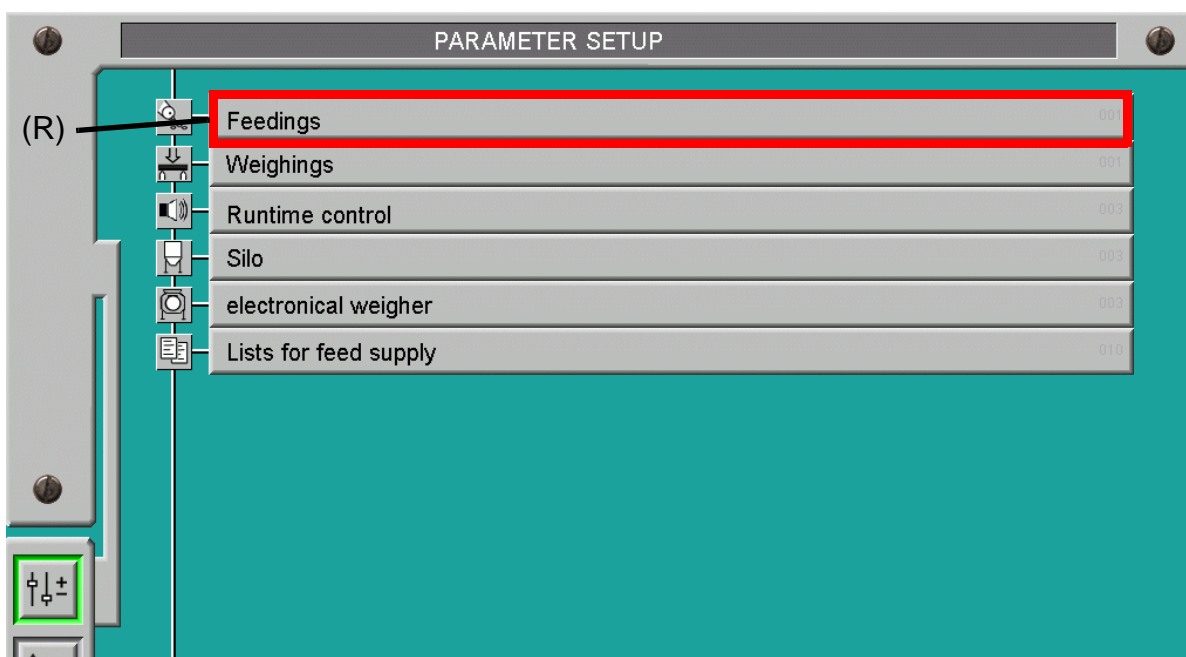 PARAMETER SETUP
(R)
Feedings 001
Weighings 001
Runtime control 003
Silo 003
electronical weigher 003
Lists for feed supply 010